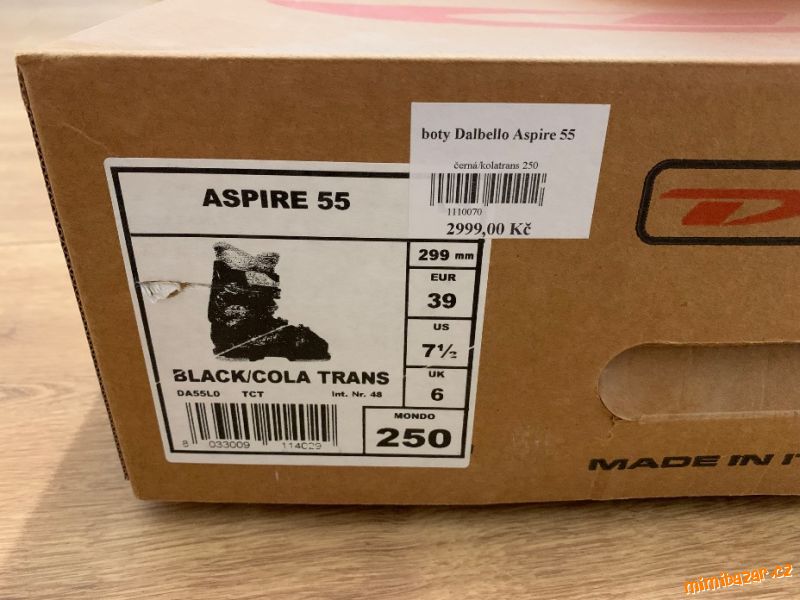 boty Dalbello Aspire 55
černá/kolatrans 250
1110070
2999,00 Kč
ASPIRE 55
299 mm
EUR
39
US
7½
UK
6
BLACK/COLA TRANS
DA55L0 TCT Int. Nr. 48
8 033009 114029
MONDO
250
MADE IN
mimibazar.cz